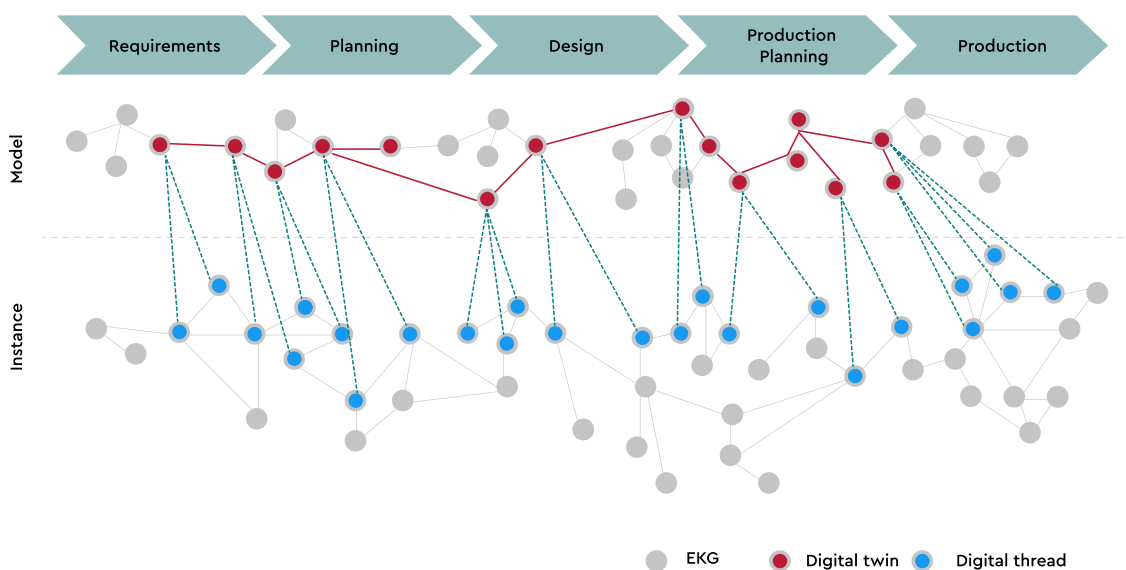 Requirements
Planning
Design
Production
Planning
Production
Model
Instance
EKG
Digital twin
Digital thread